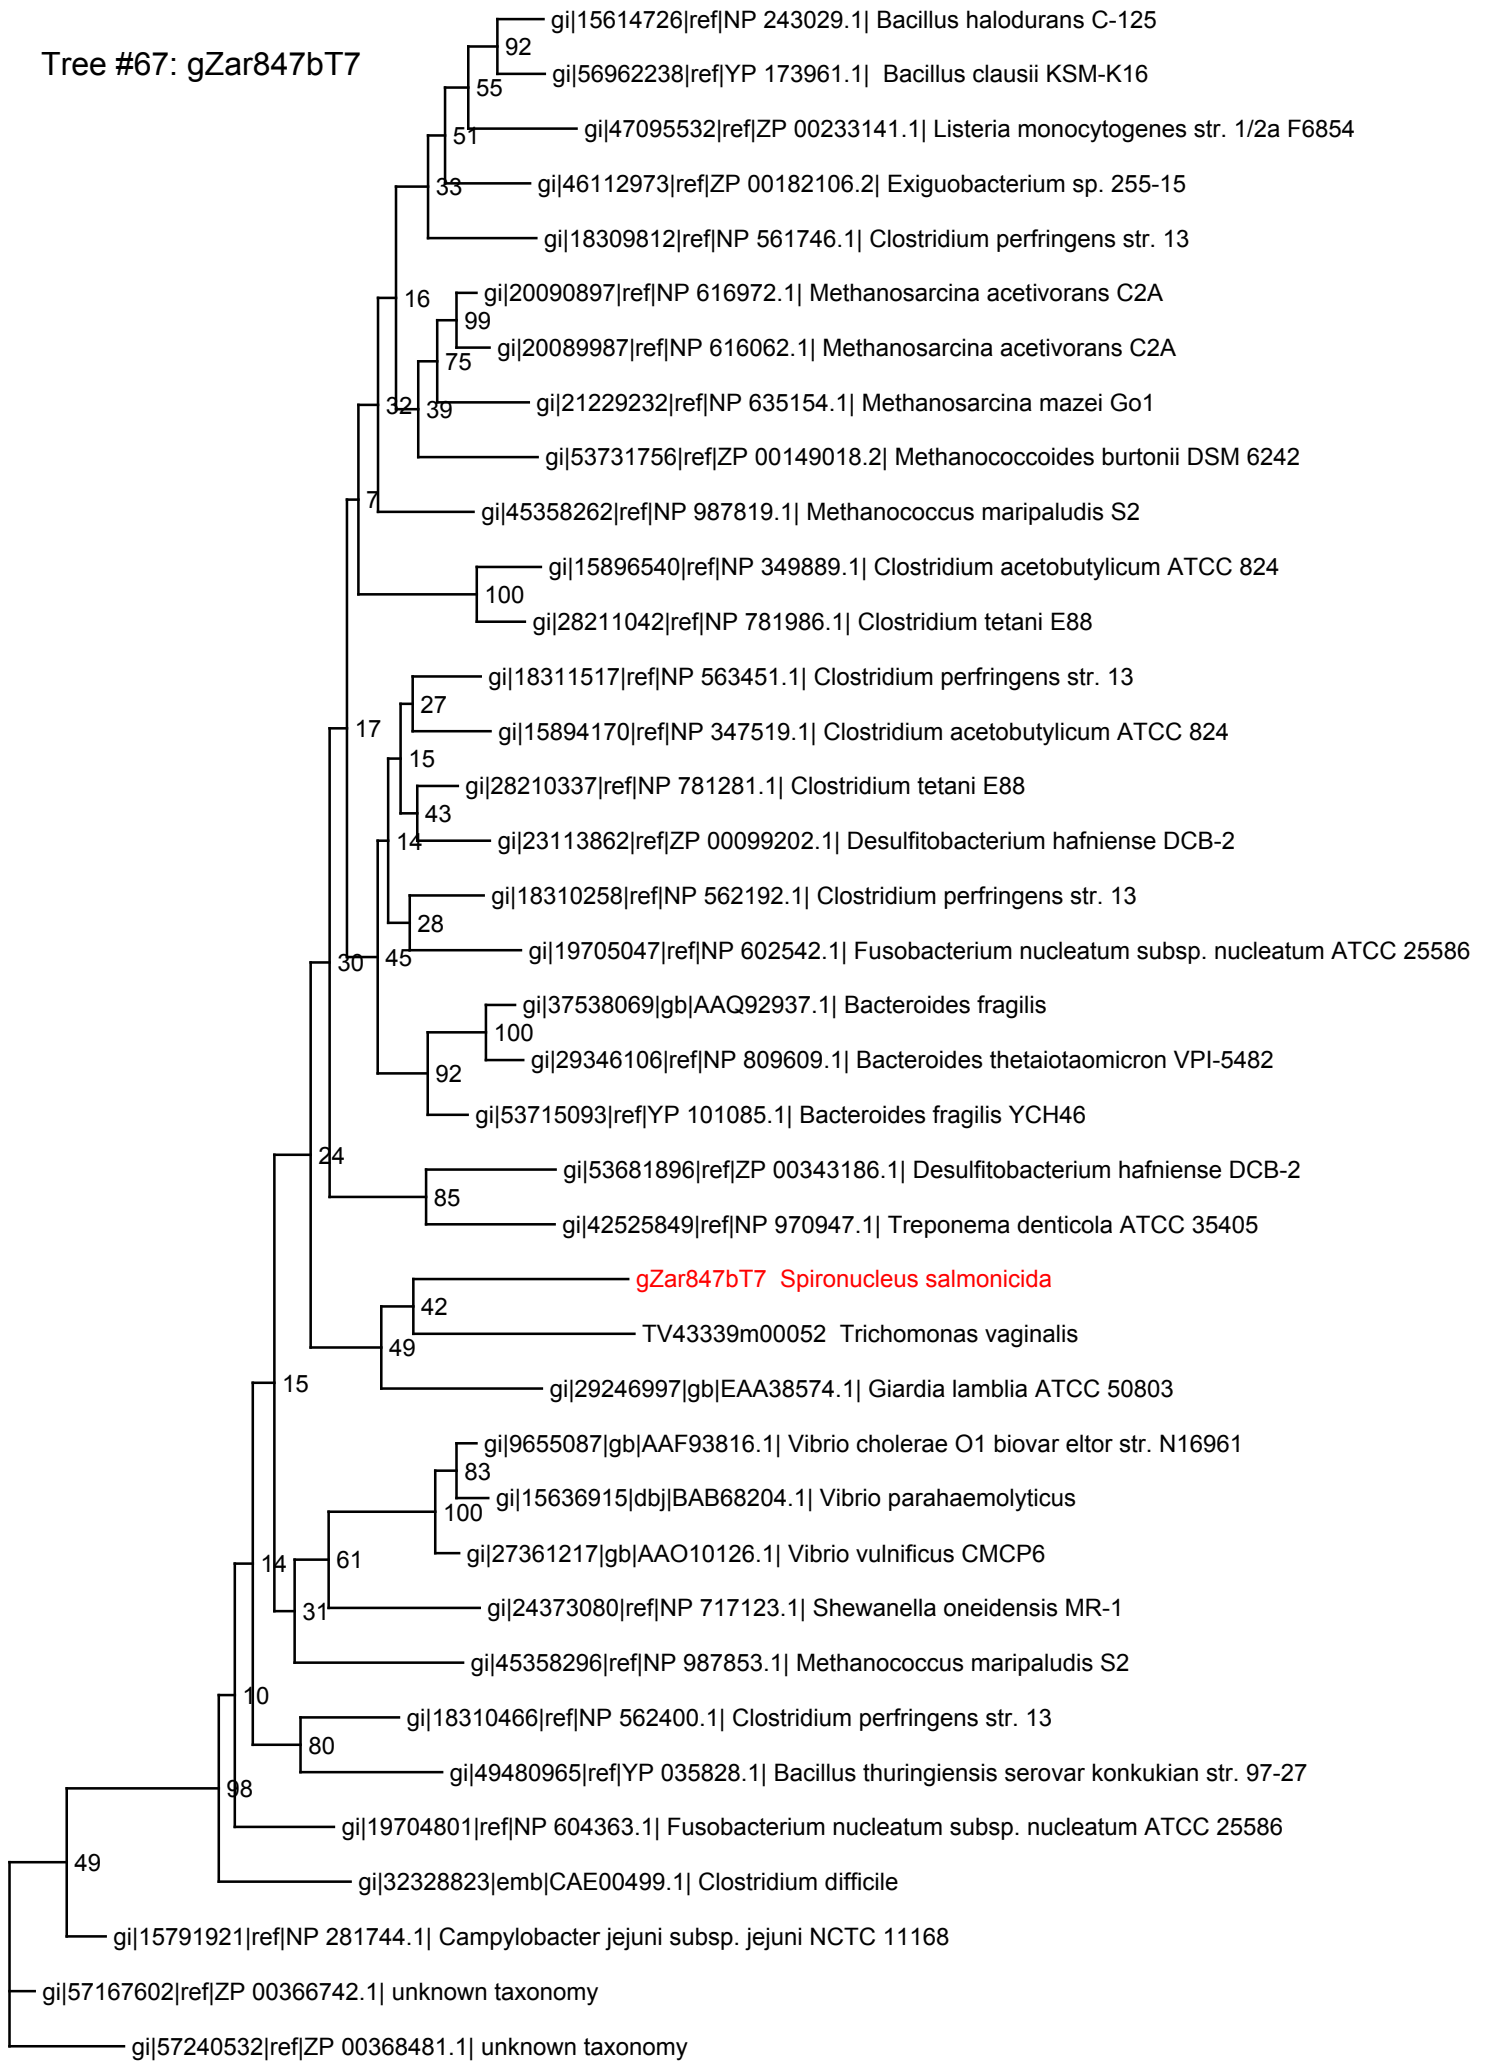 gi|15614726|ref|NP 243029.1| Bacillus halodurans C-125
92
Tree #67: gZar847bT7
gi|56962238|ref|YP 173961.1| Bacillus clausii KSM-K16
55
gi|47095532|ref|ZP 00233141.1| Listeria monocytogenes str. 1/2a F6854
51
gi|46112973|ref|ZP 00182106.2| Exiguobacterium sp. 255-15
33
gi|18309812|ref|NP 561746.1| Clostridium perfringens str. 13
gi|20090897|ref|NP 616972.1| Methanosarcina acetivorans C2A
16
99
gi|20089987|ref|NP 616062.1| Methanosarcina acetivorans C2A
75
gi|21229232|ref|NP 635154.1| Methanosarcina mazei Go1
32
39
gi|53731756|ref|ZP 00149018.2| Methanococcoides burtonii DSM 6242
7
gi|45358262|ref|NP 987819.1| Methanococcus maripaludis S2
gi|15896540|ref|NP 349889.1| Clostridium acetobutylicum ATCC 824
100
gi|28211042|ref|NP 781986.1| Clostridium tetani E88
gi|18311517|ref|NP 563451.1| Clostridium perfringens str. 13
27
17
gi|15894170|ref|NP 347519.1| Clostridium acetobutylicum ATCC 824
15
gi|28210337|ref|NP 781281.1| Clostridium tetani E88
43
14
gi|23113862|ref|ZP 00099202.1| Desulfitobacterium hafniense DCB-2
gi|18310258|ref|NP 562192.1| Clostridium perfringens str. 13
28
gi|19705047|ref|NP 602542.1| Fusobacterium nucleatum subsp. nucleatum ATCC 25586
30
45
gi|37538069|gb|AAQ92937.1| Bacteroides fragilis
100
gi|29346106|ref|NP 809609.1| Bacteroides thetaiotaomicron VPI-5482
92
gi|53715093|ref|YP 101085.1| Bacteroides fragilis YCH46
24
gi|53681896|ref|ZP 00343186.1| Desulfitobacterium hafniense DCB-2
85
gi|42525849|ref|NP 970947.1| Treponema denticola ATCC 35405
gZar847bT7 Spironucleus salmonicida
42
TV43339m00052 Trichomonas vaginalis
49
15
gi|29246997|gb|EAA38574.1| Giardia lamblia ATCC 50803
gi|9655087|gb|AAF93816.1| Vibrio cholerae O1 biovar eltor str. N16961
83
gi|15636915|dbj|BAB68204.1| Vibrio parahaemolyticus
100
gi|27361217|gb|AAO10126.1| Vibrio vulnificus CMCP6
14
61
gi|24373080|ref|NP 717123.1| Shewanella oneidensis MR-1
31
gi|45358296|ref|NP 987853.1| Methanococcus maripaludis S2
10
gi|18310466|ref|NP 562400.1| Clostridium perfringens str. 13
80
gi|49480965|ref|YP 035828.1| Bacillus thuringiensis serovar konkukian str. 97-27
98
gi|19704801|ref|NP 604363.1| Fusobacterium nucleatum subsp. nucleatum ATCC 25586
49
gi|32328823|emb|CAE00499.1| Clostridium difficile
gi|15791921|ref|NP 281744.1| Campylobacter jejuni subsp. jejuni NCTC 11168
gi|57167602|ref|ZP 00366742.1| unknown taxonomy
gi|57240532|ref|ZP 00368481.1| unknown taxonomy